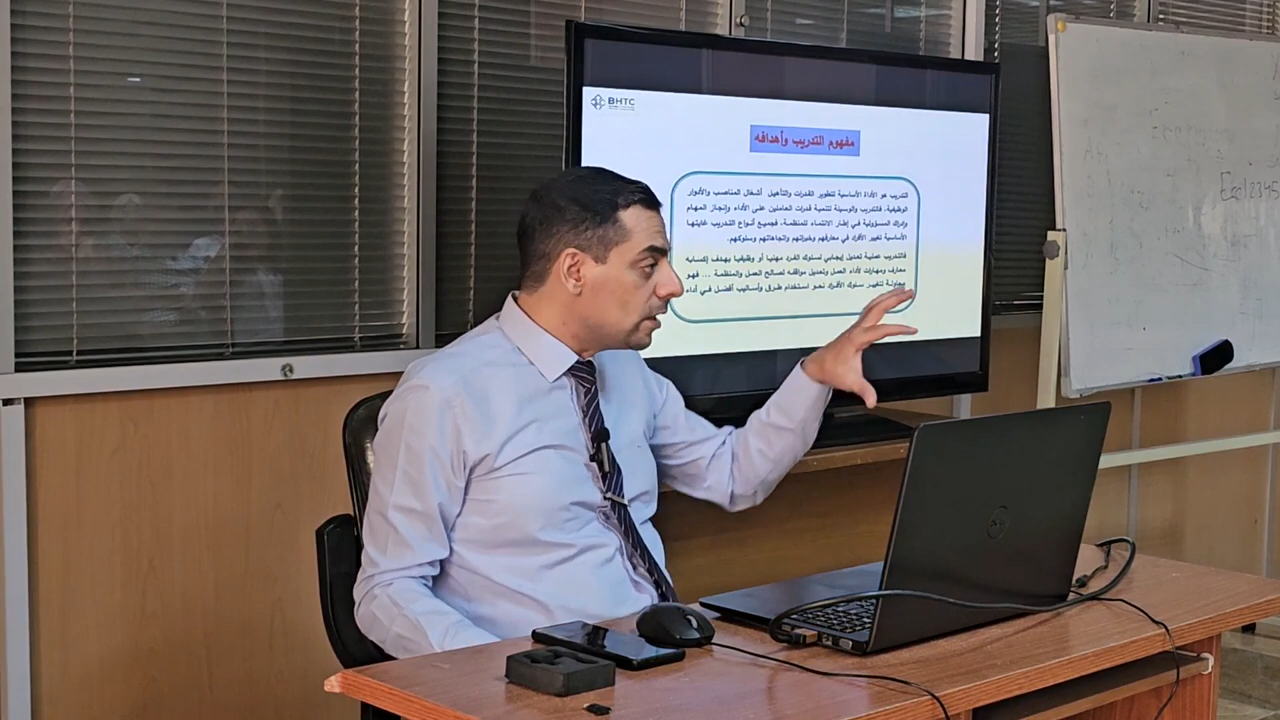 BHTC
مفهوم التدريب وأهدافه
التدريب هو الأداة الأساسية لتطوير القدرات والتأهيل أشغال المناصب والأدوار
الوظيفية، فالتدريب والوسيلة لتنمية قدرات العاملين على الأداء وإنجاز المهام
وإدراك المسؤولية في إطار الانتماء للمنظمة، فجميع أنواع التدريب غايتها
الأساسية تغيير الأفراد في معارفهم وخبراتهم واتجاهاتهم وسلوكهم.
فالتدريب عملية تعديل إيجابي لسلوك الفرد مهنيا أو وظيفيا بهدف إكسابه
معارف ومهارات لأداء العمل وتعديل مواقفه لصالح العمل والمنظمة ... فهو
محاولة لتغيير سلوك الأفراد نحو استخدام طرق وأساليب أفضل في أداء